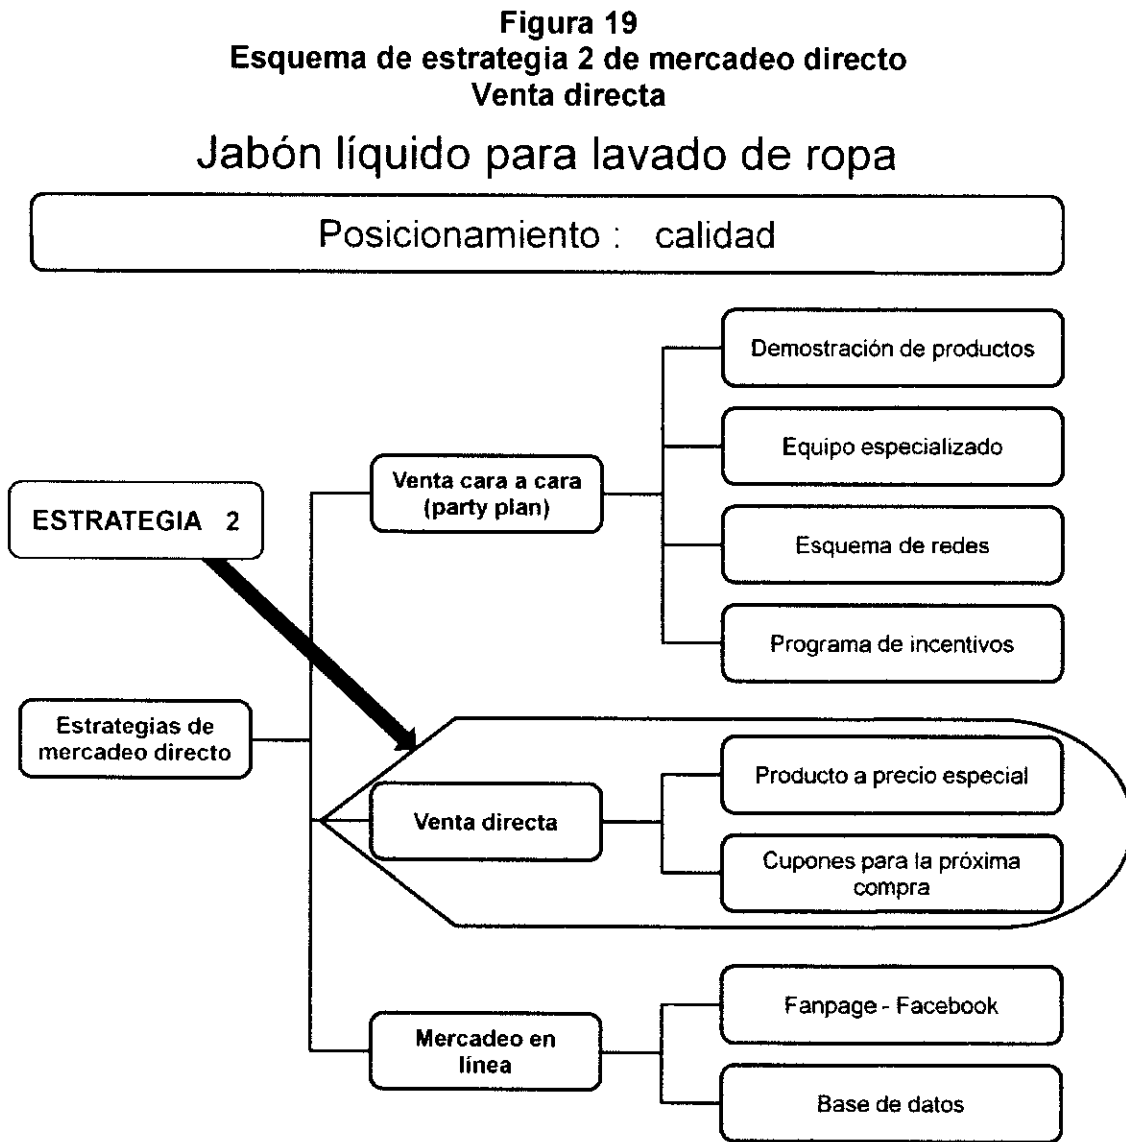 Figura 19
Esquema de estrategia 2 de mercadeo directo
Venta directa
Jabón líquido para lavado de ropa
Posicionamiento : calidad
Demostración de productos
Equipo especializado
Venta cara a cara
(party plan)
ESTRATEGIA 2
Esquema de redes
Programa de incentivos
Estrategias de
mercadeo directo
Producto a precio especial
Venta directa
Cupones para la próxima
compra
Fanpage - Facebook
Mercadeo en
línea
Base de datos